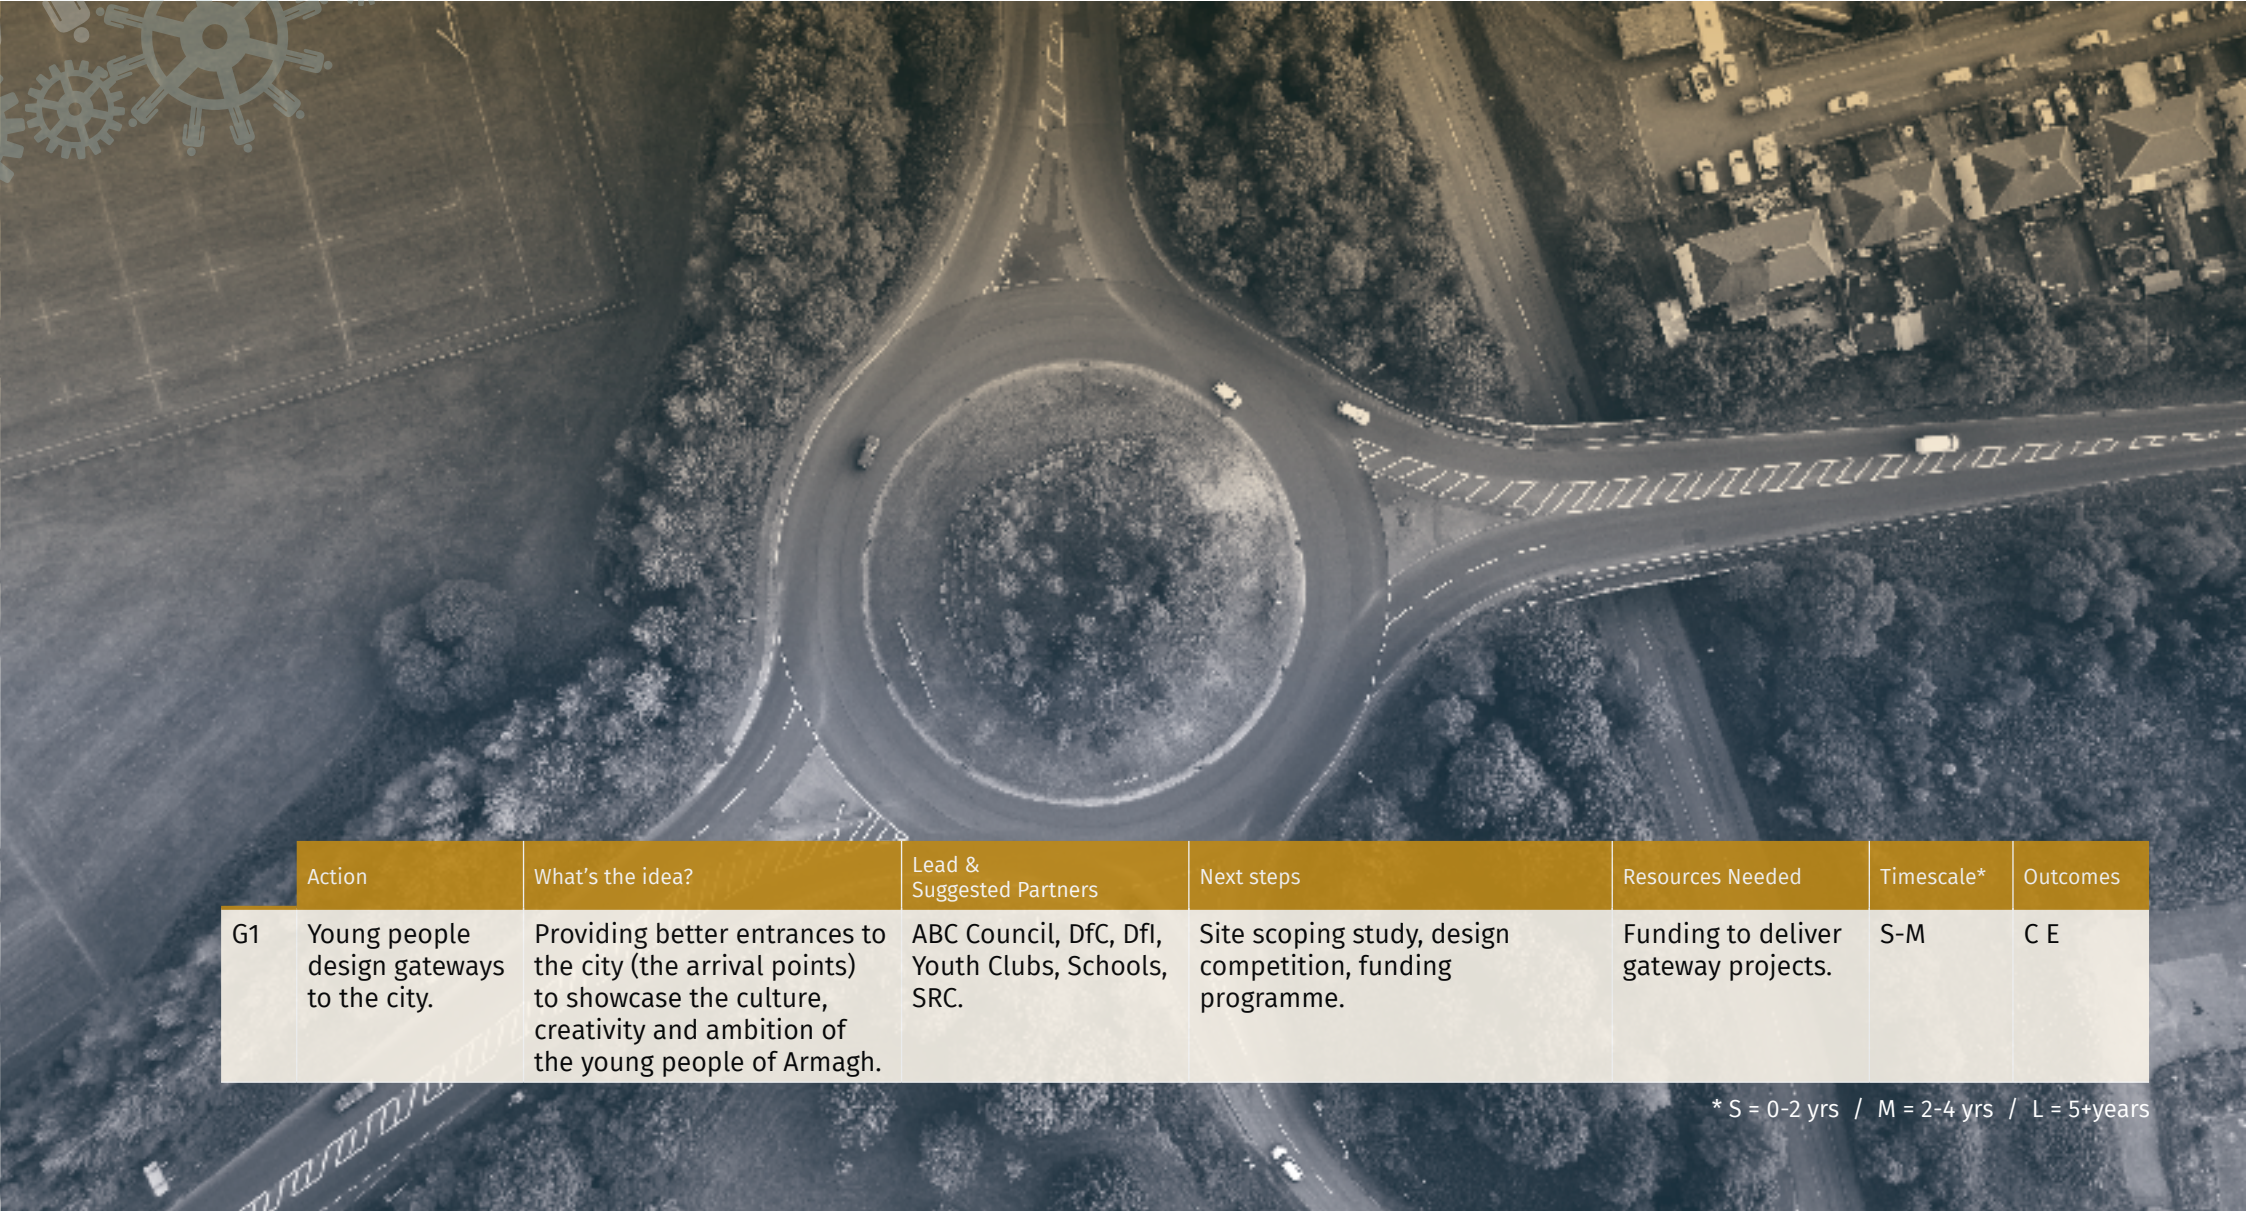 Action
What's the idea?
Lead &
Suggested Partners
Next steps
Resources Needed
Timescale*
Outcomes
G1
Young people
design gateways
to the city.
Providing better entrances to
the city (the arrival points)
to showcase the culture,
creativity and ambition of
the young people of Armagh.
ABC Council, DfC, DfI,
Youth Clubs, Schools,
SRC.
Site scoping study, design
competition, funding
programme.
Funding to deliver
gateway projects.
S-M
C E
* S = 0-2 yrs / M = 2-4 yrs / L = 5+years